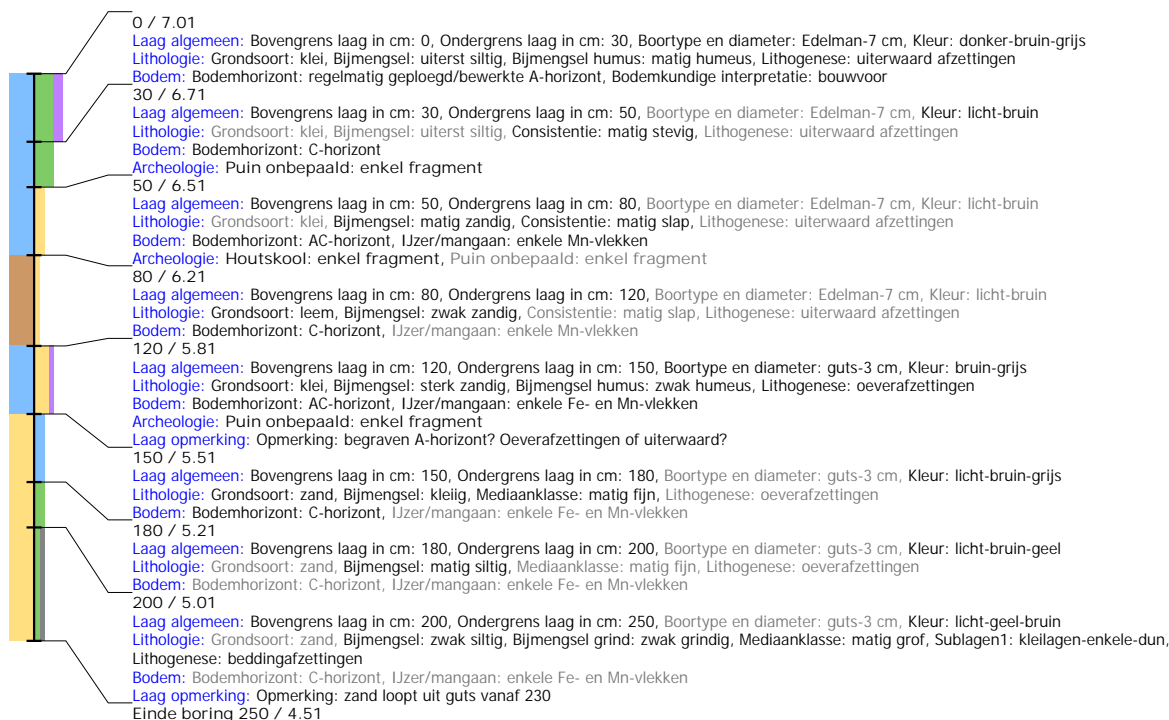 0 / 7.01
Laag algemeen: Bovengrens laag in cm: 0, Ondergrens laag in cm: 30, Boortype en diameter: Edelman-7 cm, Kleur: donker-bruin-grijs
Lithologie: Grondsoort: klei, Bijmengsel: uiterst siltig, Bijmengsel humus: matig humeus, Lithogenese: uiterwaard afzettingen
Bodem: Bodemhorizont: regelmatig geploegd/bewerkte A-horizont, Bodemkundige interpretatie: bouwvoor
30 / 6.71
Laag algemeen: Bovengrens laag in cm: 30, Ondergrens laag in cm: 50, Boortype en diameter: Edelman-7 cm, Kleur: licht-bruin
Lithologie: Grondsoort: klei, Bijmengsel: uiterst siltig, Consistentie: matig stevig, Lithogenese: uiterwaard afzettingen
Bodem: Bodemhorizont: C-horizont
Archeologie: Puin onbepaald: enkel fragment
50 / 6.51
Laag algemeen: Bovengrens laag in cm: 50, Ondergrens laag in cm: 80, Boortype en diameter: Edelman-7 cm, Kleur: licht-bruin
Lithologie: Grondsoort: klei, Bijmengsel: matig zandig, Consistentie: matig slap, Lithogenese: uiterwaard afzettingen
Bodem: Bodemhorizont: AC-horizont, IJzer/mangaan: enkele Mn-vlekken
Archeologie: Houtskool: enkel fragment, Puin onbepaald: enkel fragment
80 / 6.21
Laag algemeen: Bovengrens laag in cm: 80, Ondergrens laag in cm: 120, Boortype en diameter: Edelman-7 cm, Kleur: licht-bruin
Lithologie: Grondsoort: leem, Bijmengsel: zwak zandig, Consistentie: matig slap, Lithogenese: uiterwaard afzettingen
Bodem: Bodemhorizont: C-horizont, IJzer/mangaan: enkele Mn-vlekken
120 / 5.81
Laag algemeen: Bovengrens laag in cm: 120, Ondergrens laag in cm: 150, Boortype en diameter: guts-3 cm, Kleur: bruin-grijs
Lithologie: Grondsoort: klei, Bijmengsel: sterk zandig, Bijmengsel humus: zwak humeus, Lithogenese: oeverafzettingen
Bodem: Bodemhorizont: AC-horizont, IJzer/mangaan: enkele Fe- en Mn-vlekken
Archeologie: Puin onbepaald: enkel fragment
Laag opmerking: Opmerking: begraven A-horizont? Oeverafzettingen of uiterwaard?
150 / 5.51
Laag algemeen: Bovengrens laag in cm: 150, Ondergrens laag in cm: 180, Boortype en diameter: guts-3 cm, Kleur: licht-bruin-grijs
Lithologie: Grondsoort: zand, Bijmengsel: kleiig, Mediaanklasse: matig fijn, Lithogenese: oeverafzettingen
Bodem: Bodemhorizont: C-horizont, IJzer/mangaan: enkele Fe- en Mn-vlekken
180 / 5.21
Laag algemeen: Bovengrens laag in cm: 180, Ondergrens laag in cm: 200, Boortype en diameter: guts-3 cm, Kleur: licht-bruin-geel
Lithologie: Grondsoort: zand, Bijmengsel: matig siltig, Mediaanklasse: matig fijn, Lithogenese: oeverafzettingen
Bodem: Bodemhorizont: C-horizont, IJzer/mangaan: enkele Fe- en Mn-vlekken
200 / 5.01
Laag algemeen: Bovengrens laag in cm: 200, Ondergrens laag in cm: 250, Boortype en diameter: guts-3 cm, Kleur: licht-geel-bruin
Lithologie: Grondsoort: zand, Bijmengsel: zwak siltig, Bijmengsel grind: zwak grindig, Mediaanklasse: matig grof, Sublagen1: kleilagen-enkele-dun,
Lithogenese: beddingafzettingen
Bodem: Bodemhorizont: C-horizont, IJzer/mangaan: enkele Fe- en Mn-vlekken
Laag opmerking: Opmerking: zand loopt uit guts vanaf 230
Einde boring 250 / 4.51